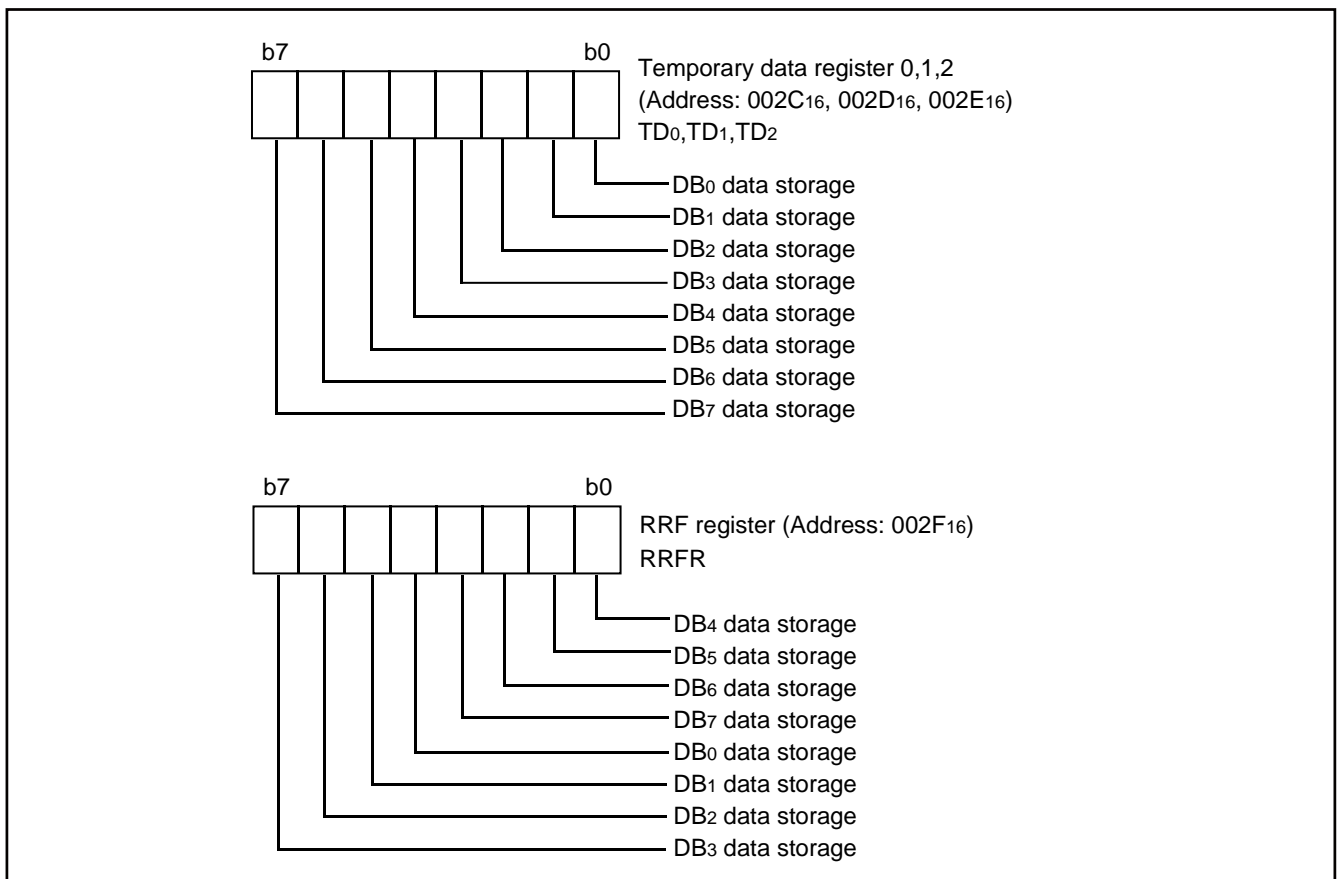 b7 b0
Temporary data register 0,1,2
(Address: 002C16, 002D16, 002E16)
TD0,TD1,TD2
DB0 data storage
DB1 data storage
DB2 data storage
DB3 data storage
DB4 data storage
DB5 data storage
DB6 data storage
DB7 data storage
b7 b0
RRF register (Address: 002F16)
RRFR
DB4 data storage
DB5 data storage
DB6 data storage
DB7 data storage
DB0 data storage
DB1 data storage
DB2 data storage
DB3 data storage